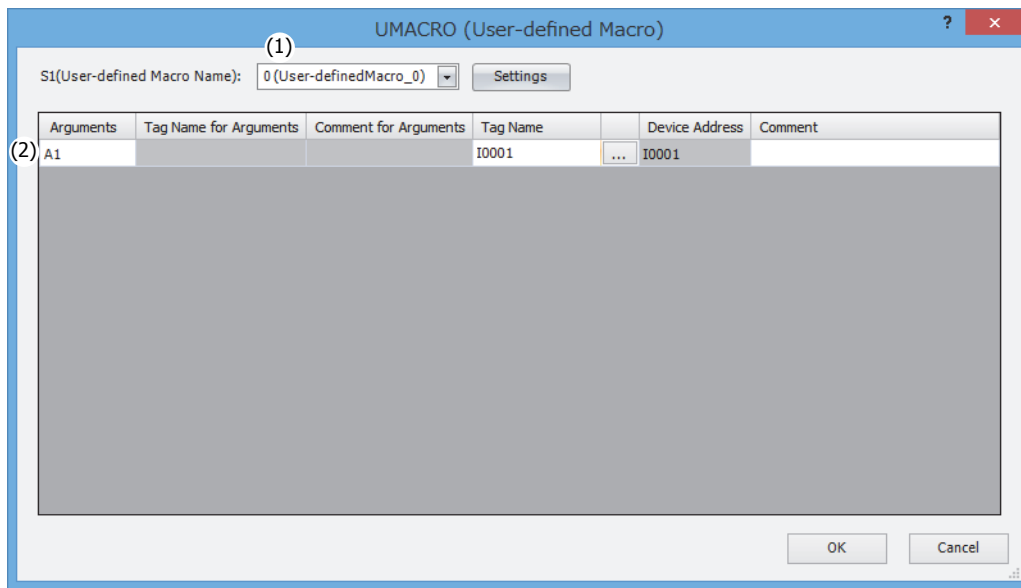 UMACRO (User-defined Macro)
?
(1)
S1(User-defined Macro Name): 0 (User-definedMacro_0) Settings
Arguments Tag Name for Arguments Comment for Arguments Tag Name Device Address Comment
(2) A1 I0001 ... I0001
OK Cancel